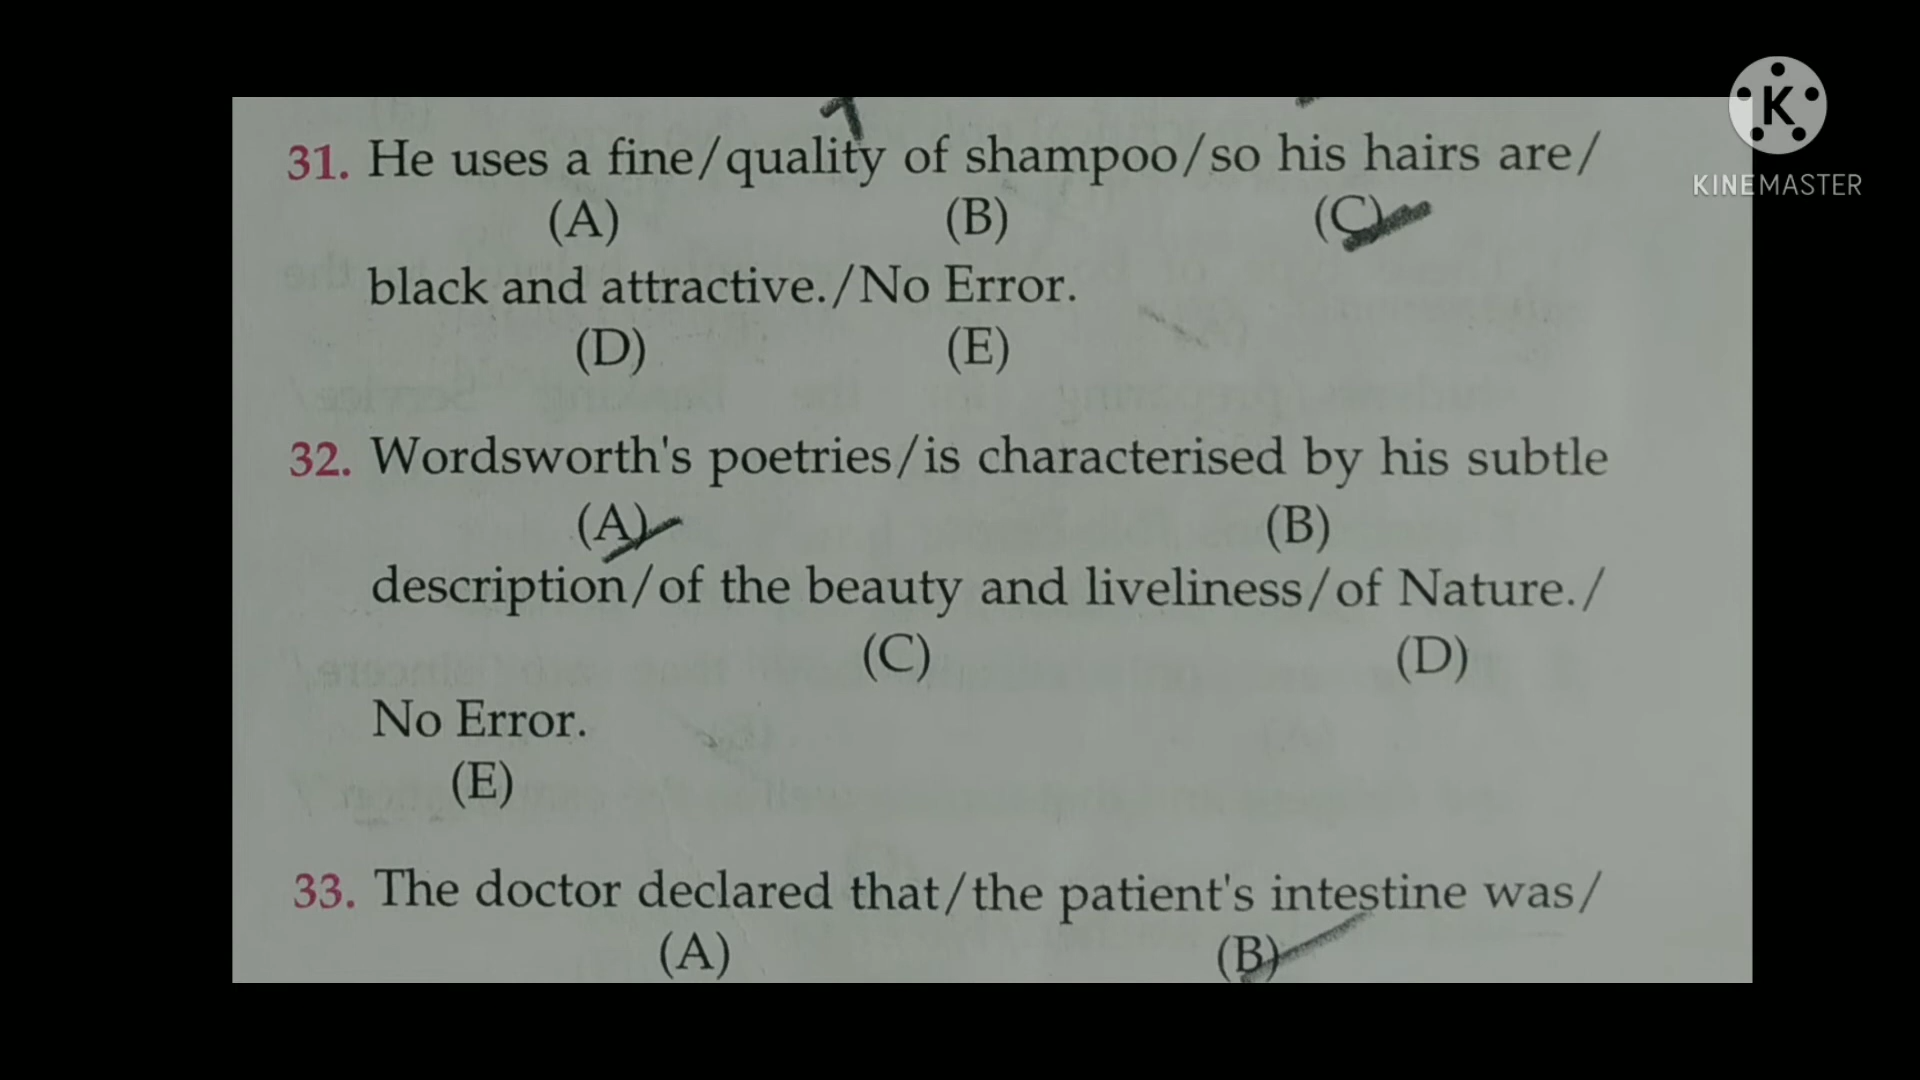 31. He uses a fine/quality of shampoo/so his hairs are/
(A) (B) (C)
black and attractive./No Error.
(D) (E)
32. Wordsworth's poetries/is characterised by his subtle
(A) (B)
description/of the beauty and liveliness/of Nature./
(C) (D)
No Error.
(E)
33. The doctor declared that/the patient's intestine was/
(A) (B)
K
KINEMASTER